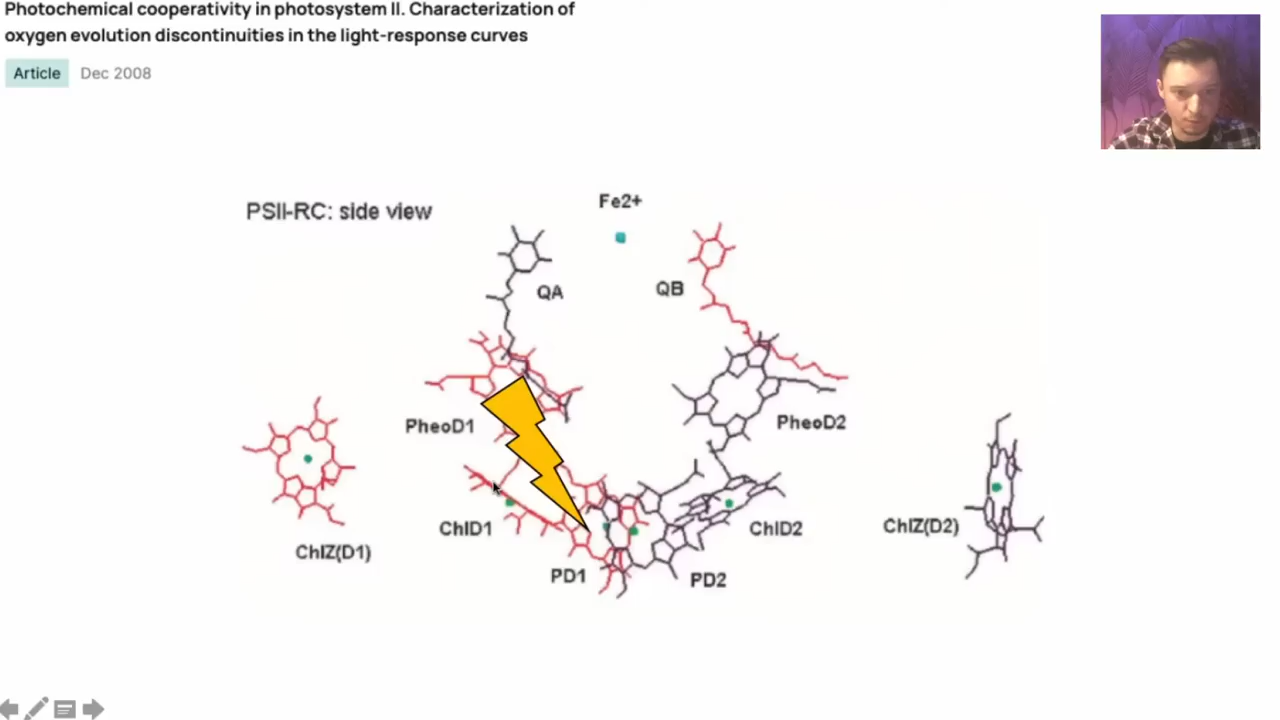 Photochemical cooperativity in photosystem II. Characterization of
oxygen evolution discontinuities in the light-response curves
Article Dec 2008
PSII-RC: side view
Fe2+
QA
QB
PheoD1
PheoD2
ChlD1
ChlD2
ChlZ(D1)
ChlZ(D2)
PD1
PD2